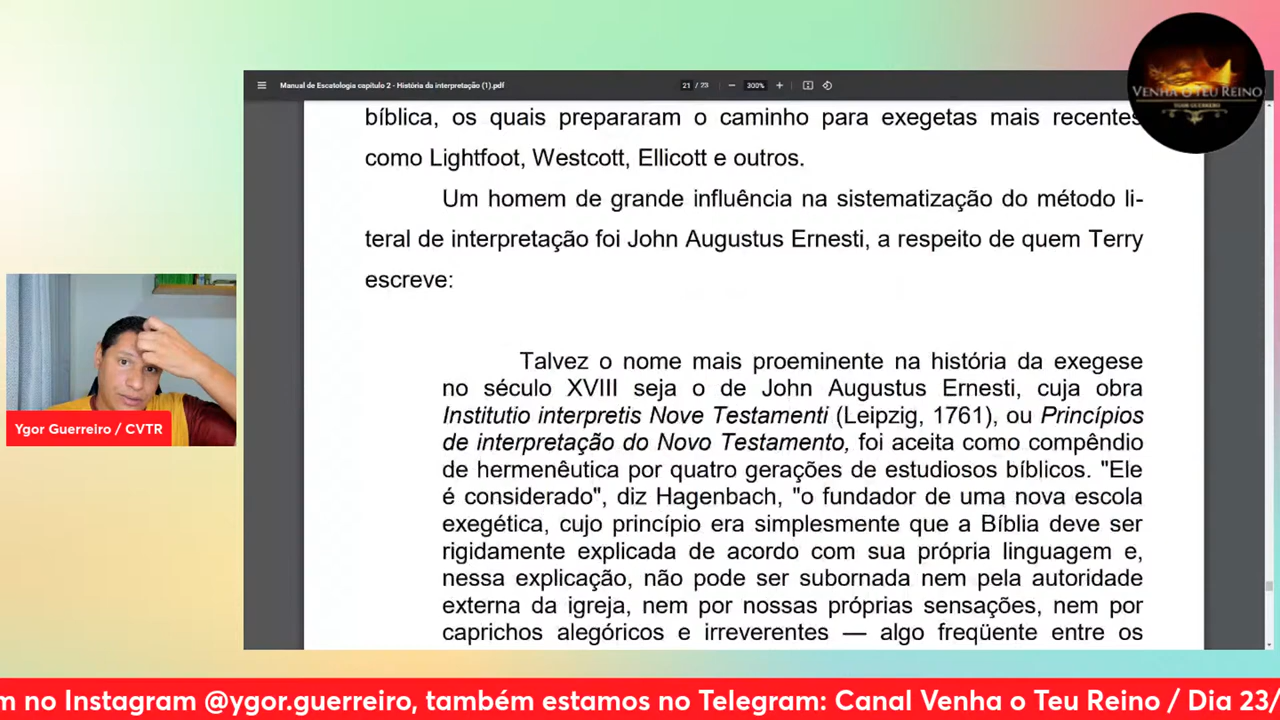 Manual de Escatologia capítulo 2 - História da interpretação (1).pdf
21 / 23
300%
VENHA O TEU REINO
YGOR GUERREIRO
bíblica, os quais prepararam o caminho para exegetas mais recentes
como Lightfoot, Westcott, Ellicott e outros.
Um homem de grande influência na sistematização do método li-
teral de interpretação foi John Augustus Ernesti, a respeito de quem Terry
escreve:
Talvez o nome mais proeminente na história da exegese
no século XVIII seja o de John Augustus Ernesti, cuja obra
Institutio interpretis Nove Testamenti (Leipzig, 1761), ou Princípios
de interpretação do Novo Testamento, foi aceita como compêndio
de hermenêutica por quatro gerações de estudiosos bíblicos. "Ele
é considerado", diz Hagenbach, "o fundador de uma nova escola
exegética, cujo princípio era simplesmente que a Bíblia deve ser
rigidamente explicada de acordo com sua própria linguagem e,
nessa explicação, não pode ser subornada nem pela autoridade
externa da igreja, nem por nossas próprias sensações, nem por
caprichos alegóricos e irreverentes — algo freqüente entre os
Ygor Guerreiro / CVTR
m no Instagram @ygor.guerreiro, também estamos no Telegram: Canal Venha o Teu Reino / Dia 23/